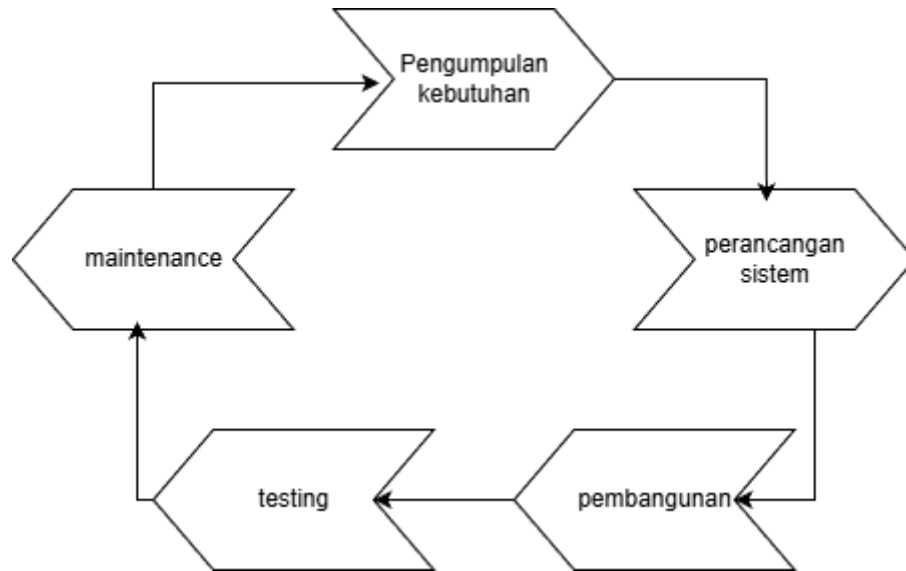 Pengumpulan
kebutuhan
perancangan
sistem
pembangunan
testing
maintenance